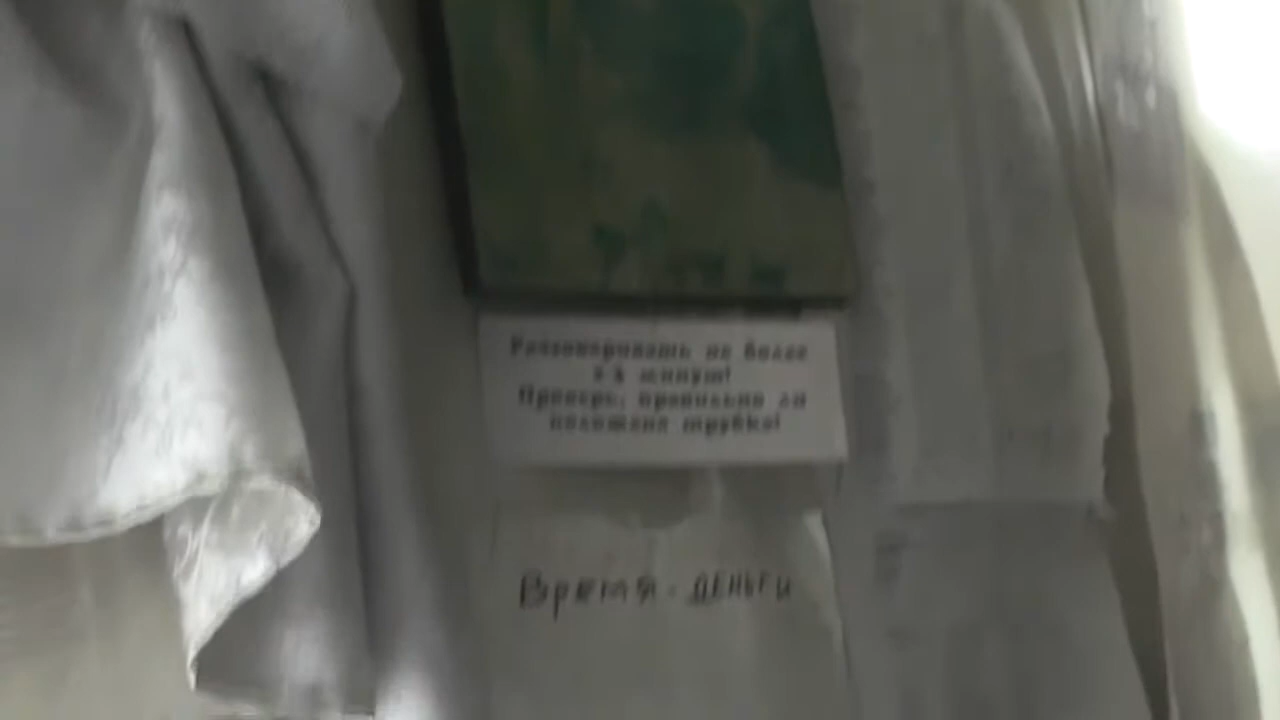 Разговаривать не более
минут!
Проверь, правильно ли
положена трубка!
Время - деньги